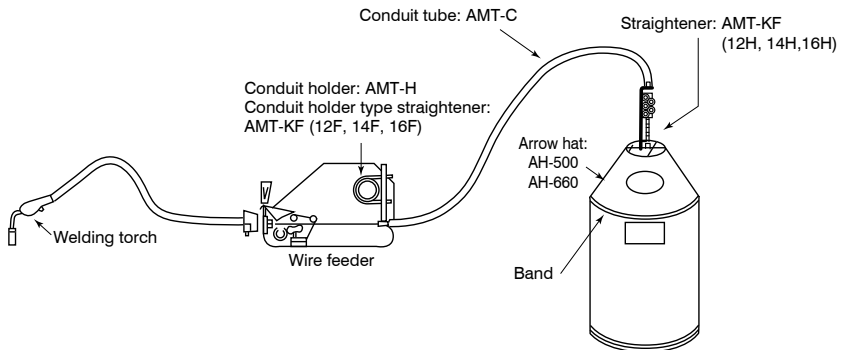 Conduit tube: AMT-C
Straightener: AMT-KF
(12H, 14H,16H)
Conduit holder: AMT-H
Conduit holder type straightener:
AMT-KF (12F, 14F, 16F)
Arrow hat:
AH-500
AH-660
Welding torch
Wire feeder
Band